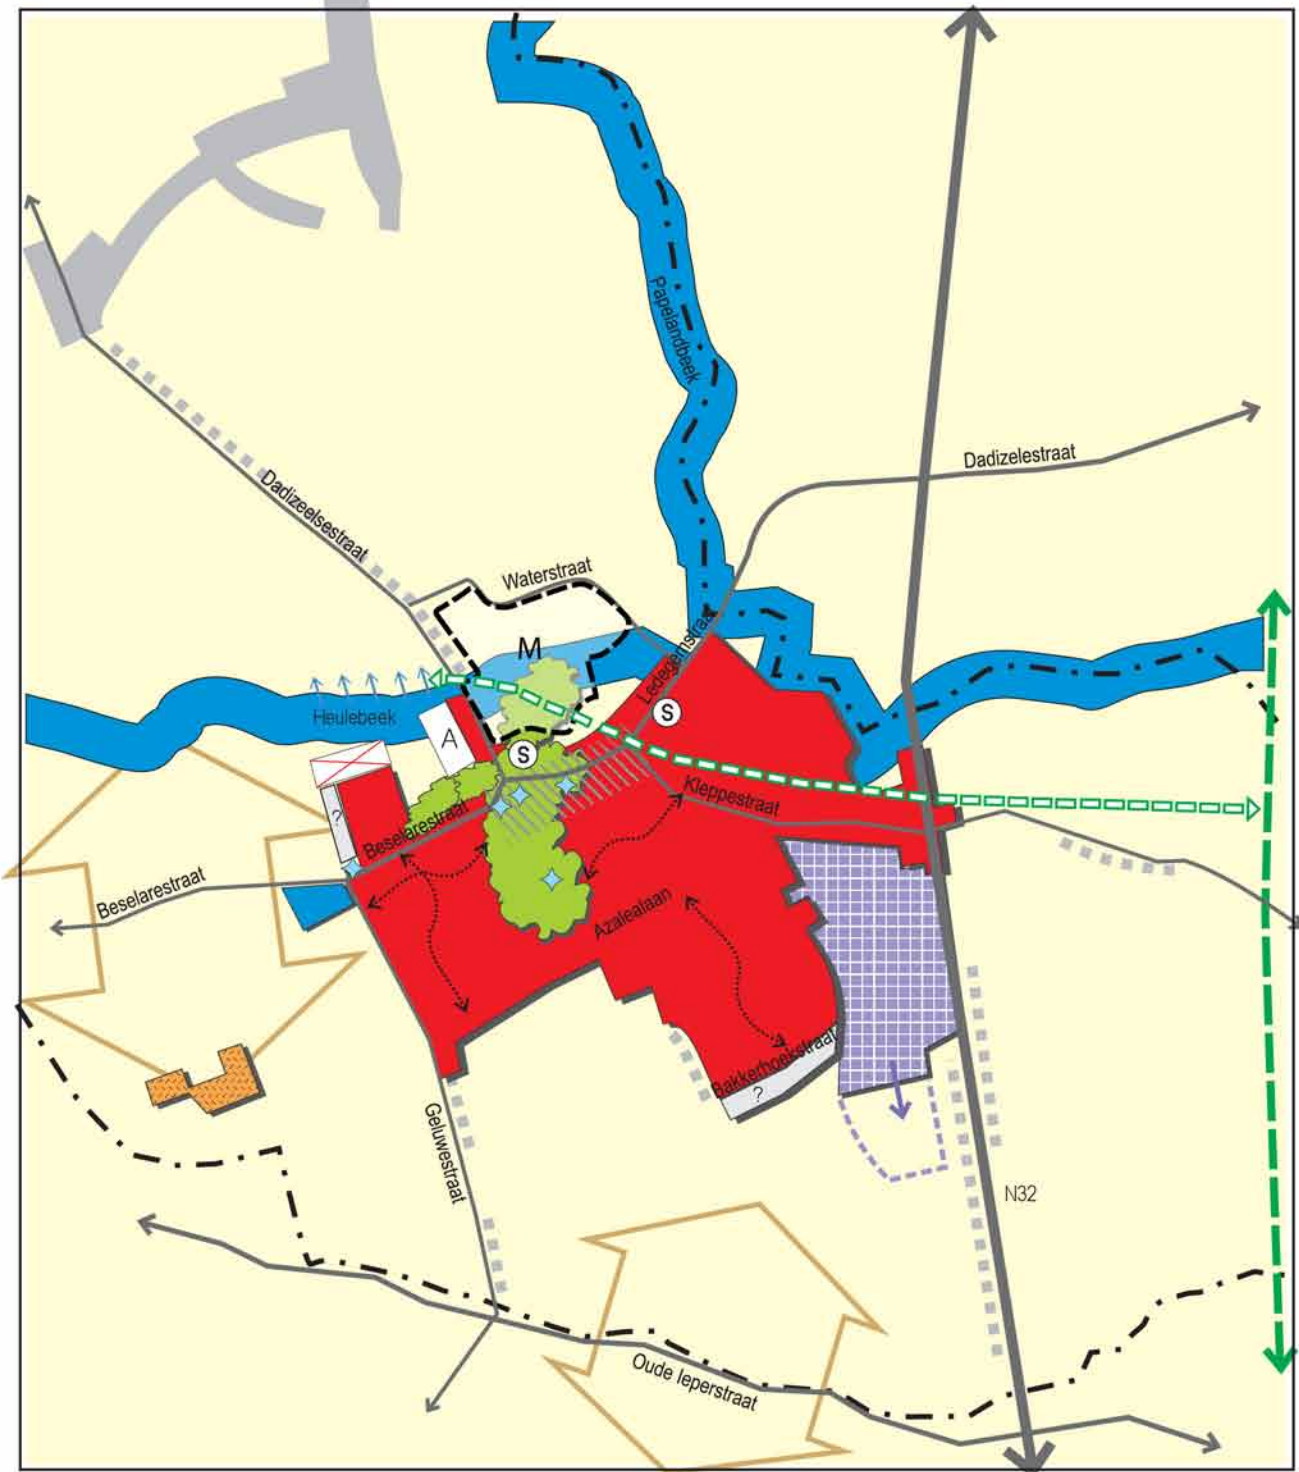 Papelandbeek
Dadizelestraat
Dadizeelsestraat
Waterstraat
M
Ledegemstraat
Heulebeek
S
A
S
Kleppestraat
?
Beselarestraat
Beselarestraat
Azalealaan
Bakkerhoekstraat
?
Geluwestraat
N32
Oude Ieperstraat